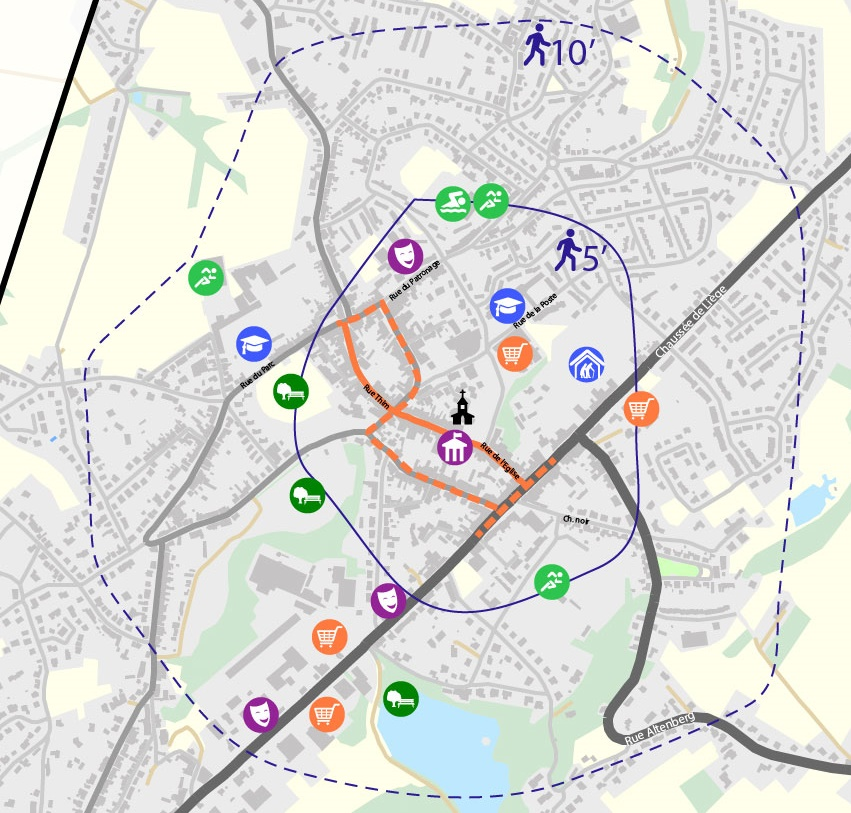 10’
5’
Rue du Patronage
Rue de la Poste
Chaussée de Liège
Rue du Parc
Rue Thim
Rue de l'Eglise
Ch. noir
Rue Altenberg